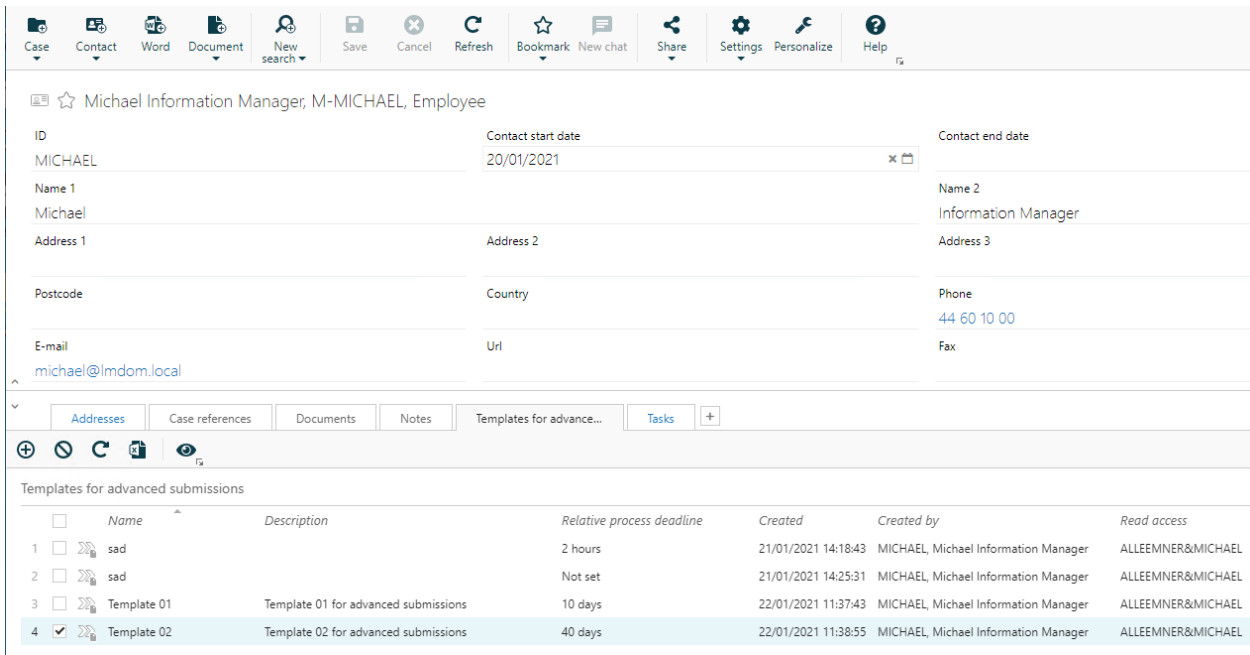 Case Contact Word Document New search Save Cancel Refresh Bookmark New chat Share Settings Personalize Help
Michael Information Manager, M-MICHAEL, Employee
ID Contact start date Contact end date
MICHAEL 20/01/2021
Name 1 Name 2
Michael Information Manager
Address 1 Address 2 Address 3
Postcode Country Phone
44 60 10 00
E-mail Url Fax
michael@lmdom.local
Addresses Case references Documents Notes Templates for advance... Tasks +
Templates for advanced submissions
Name Description Relative process deadline Created Created by Read access
1 sad 2 hours 21/01/2021 14:18:43 MICHAEL, Michael Information Manager ALLEEMNER&MICHAEL
2 sad Not set 21/01/2021 14:25:31 MICHAEL, Michael Information Manager ALLEEMNER&MICHAEL
3 Template 01 Template 01 for advanced submissions 10 days 22/01/2021 11:37:43 MICHAEL, Michael Information Manager ALLEEMNER&MICHAEL
4 Template 02 Template 02 for advanced submissions 40 days 22/01/2021 11:38:55 MICHAEL, Michael Information Manager ALLEEMNER&MICHAEL